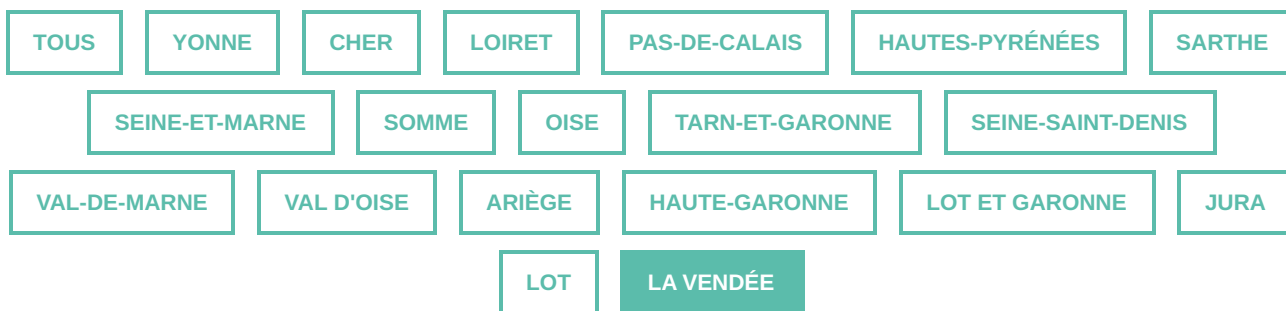 TOUS YONNE CHER LOIRET PAS-DE-CALAIS HAUTES-PYRÉNÉES SARTHE
SEINE-ET-MARNE SOMME OISE TARN-ET-GARONNE SEINE-SAINT-DENIS
VAL-DE-MARNE VAL D'OISE ARIÈGE HAUTE-GARONNE LOT ET GARONNE JURA
LOT LA VENDÉE